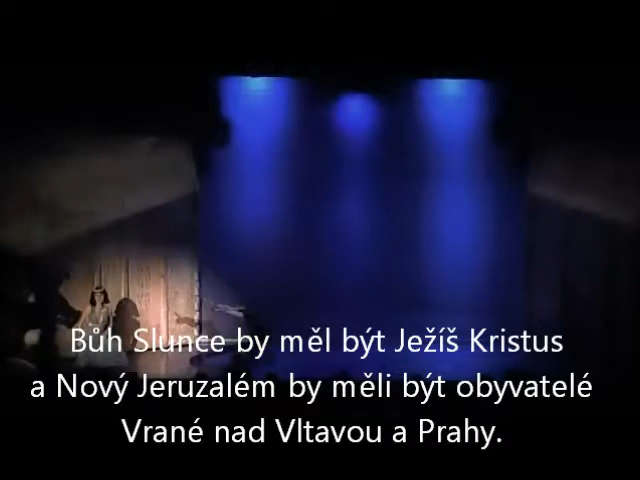 Bůh Slunce by měl být Ježíš Kristus
a Nový Jeruzalém by měli být obyvatelé
Vrané nad Vltavou a Prahy.